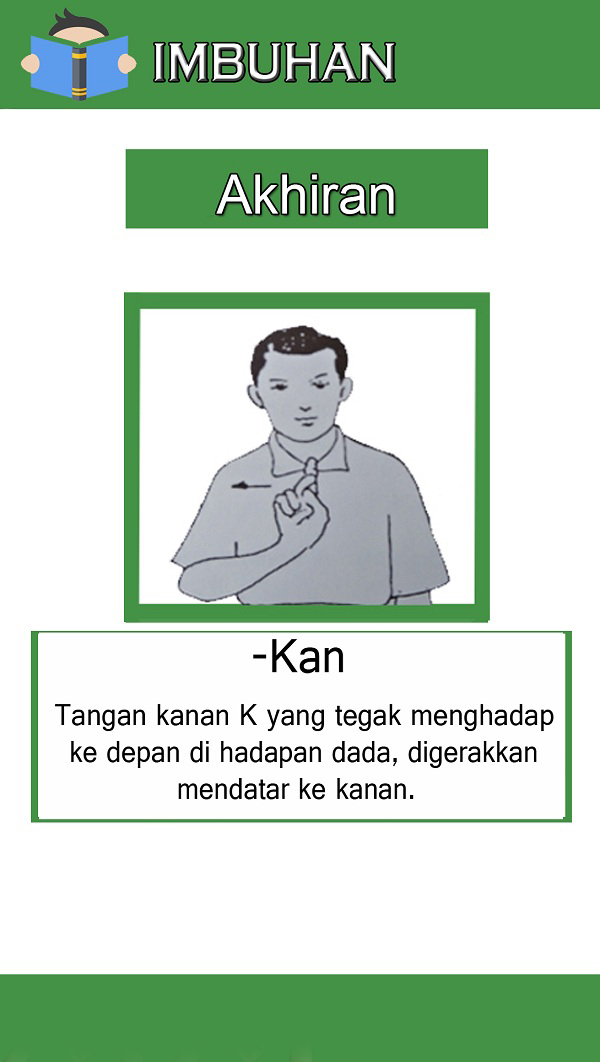 IMBUHAN
Akhiran
-Kan
Tangan kanan K yang tegak menghadap
ke depan di hadapan dada, digerakkan
mendatar ke kanan.